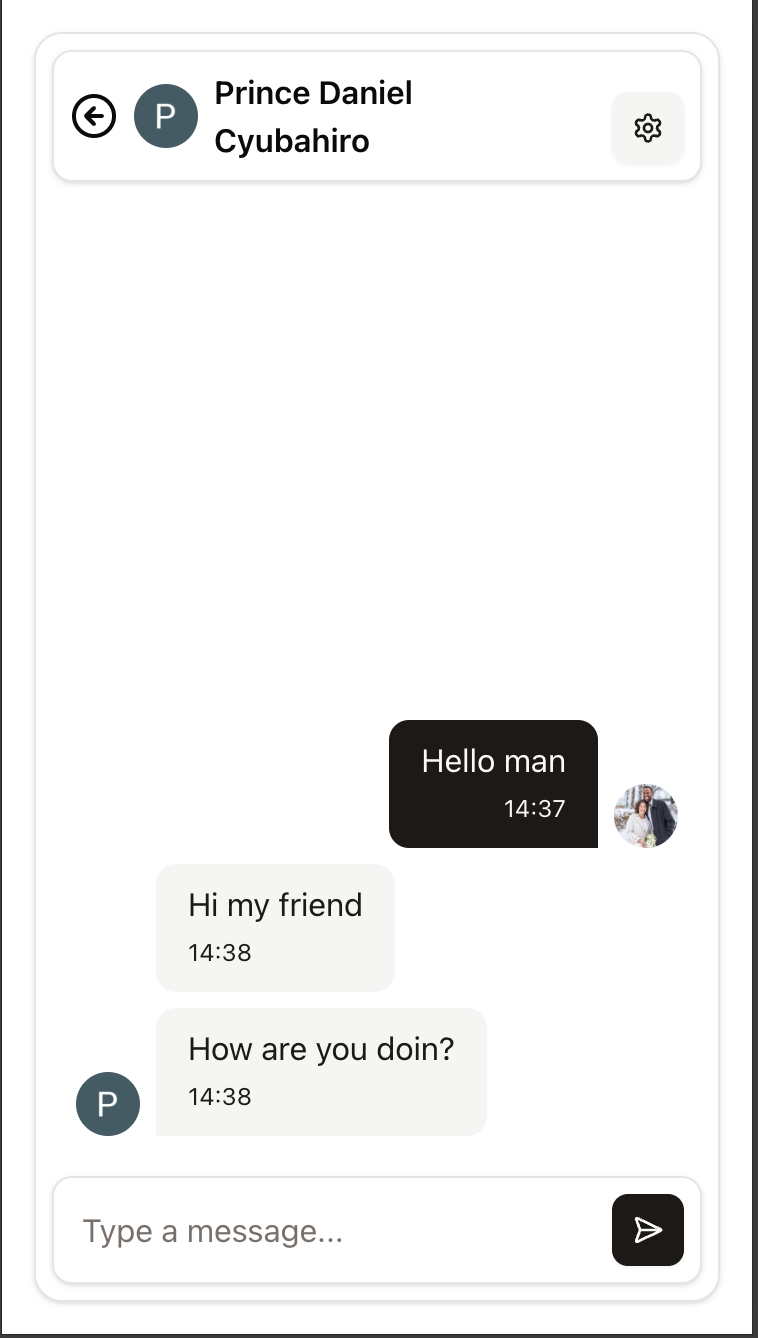 P
Prince Daniel
Cyubahiro
Hello man
14:37
Hi my friend
14:38
How are you doin?
14:38
P
Type a message...